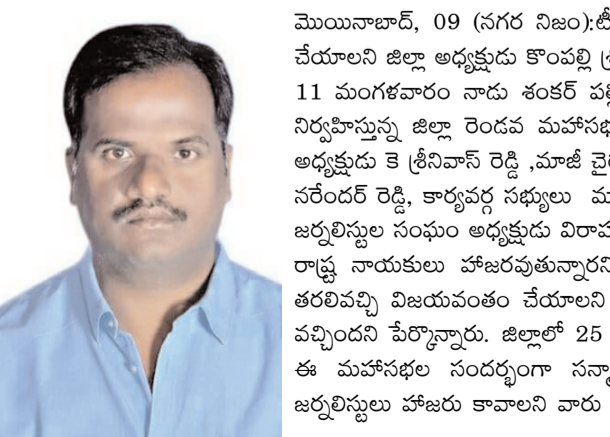 మొయినాబాద్, 09 (నగర నిజం):టీ
చేయాలని జిల్లా అధ్యక్షుడు కొంపల్లి
11 మంగళవారం నాడు శంకర్ పల్లి
నిర్వహిస్తున్న జిల్లా రెండవ మహాసభ
అధ్యక్షుడు కె శ్రీనివాస్ రెడ్డి ,మాజీ
నరేందర్ రెడ్డి, కార్యవర్గ సభ్యులు
జర్నలిస్టుల సంఘం అధ్యక్షుడు
రాష్ట్ర నాయకులు హాజరవుతున్నారని
తరలివచ్చి విజయవంతం చేయాలని
వచ్చిందని పేర్కొన్నారు. జిల్లాలో 25
ఈ మహాసభల సందర్భంగా
జర్నలిస్టులు హాజరు కావాలని వారు